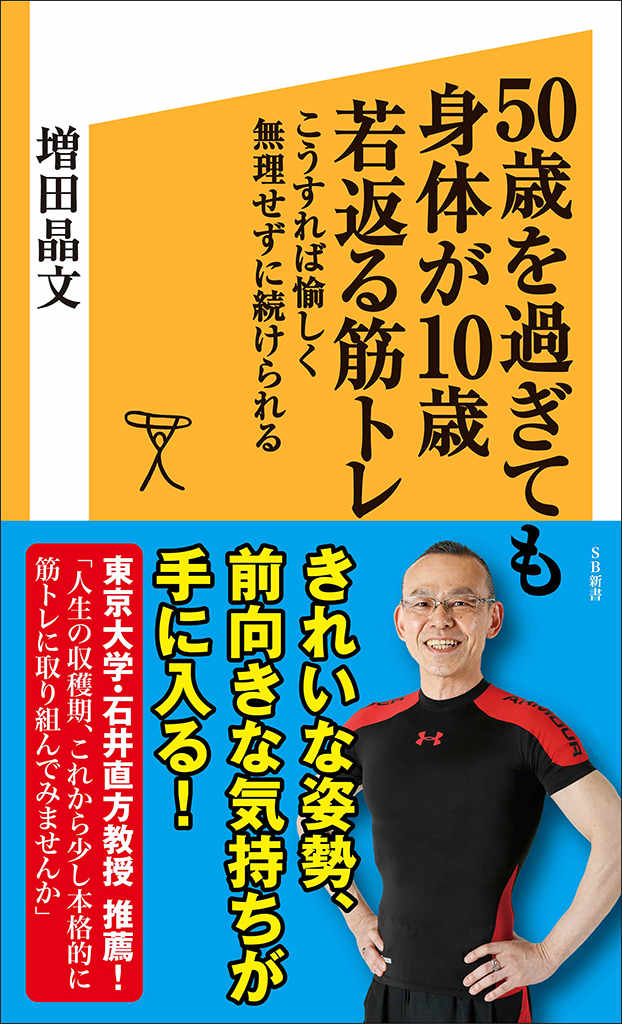 50歳を過ぎても
身体が10歳
若返る筋トレ
こうすれば愉しく
無理せずに続けられる
増田晶文
SB新書
きれいな姿勢、
前向きな気持ちが
手に入る！
東京大学・石井直方教授 推薦！
「人生の収穫期、これから少し本格的に
筋トレに取り組んでみませんか」
ARMOUR